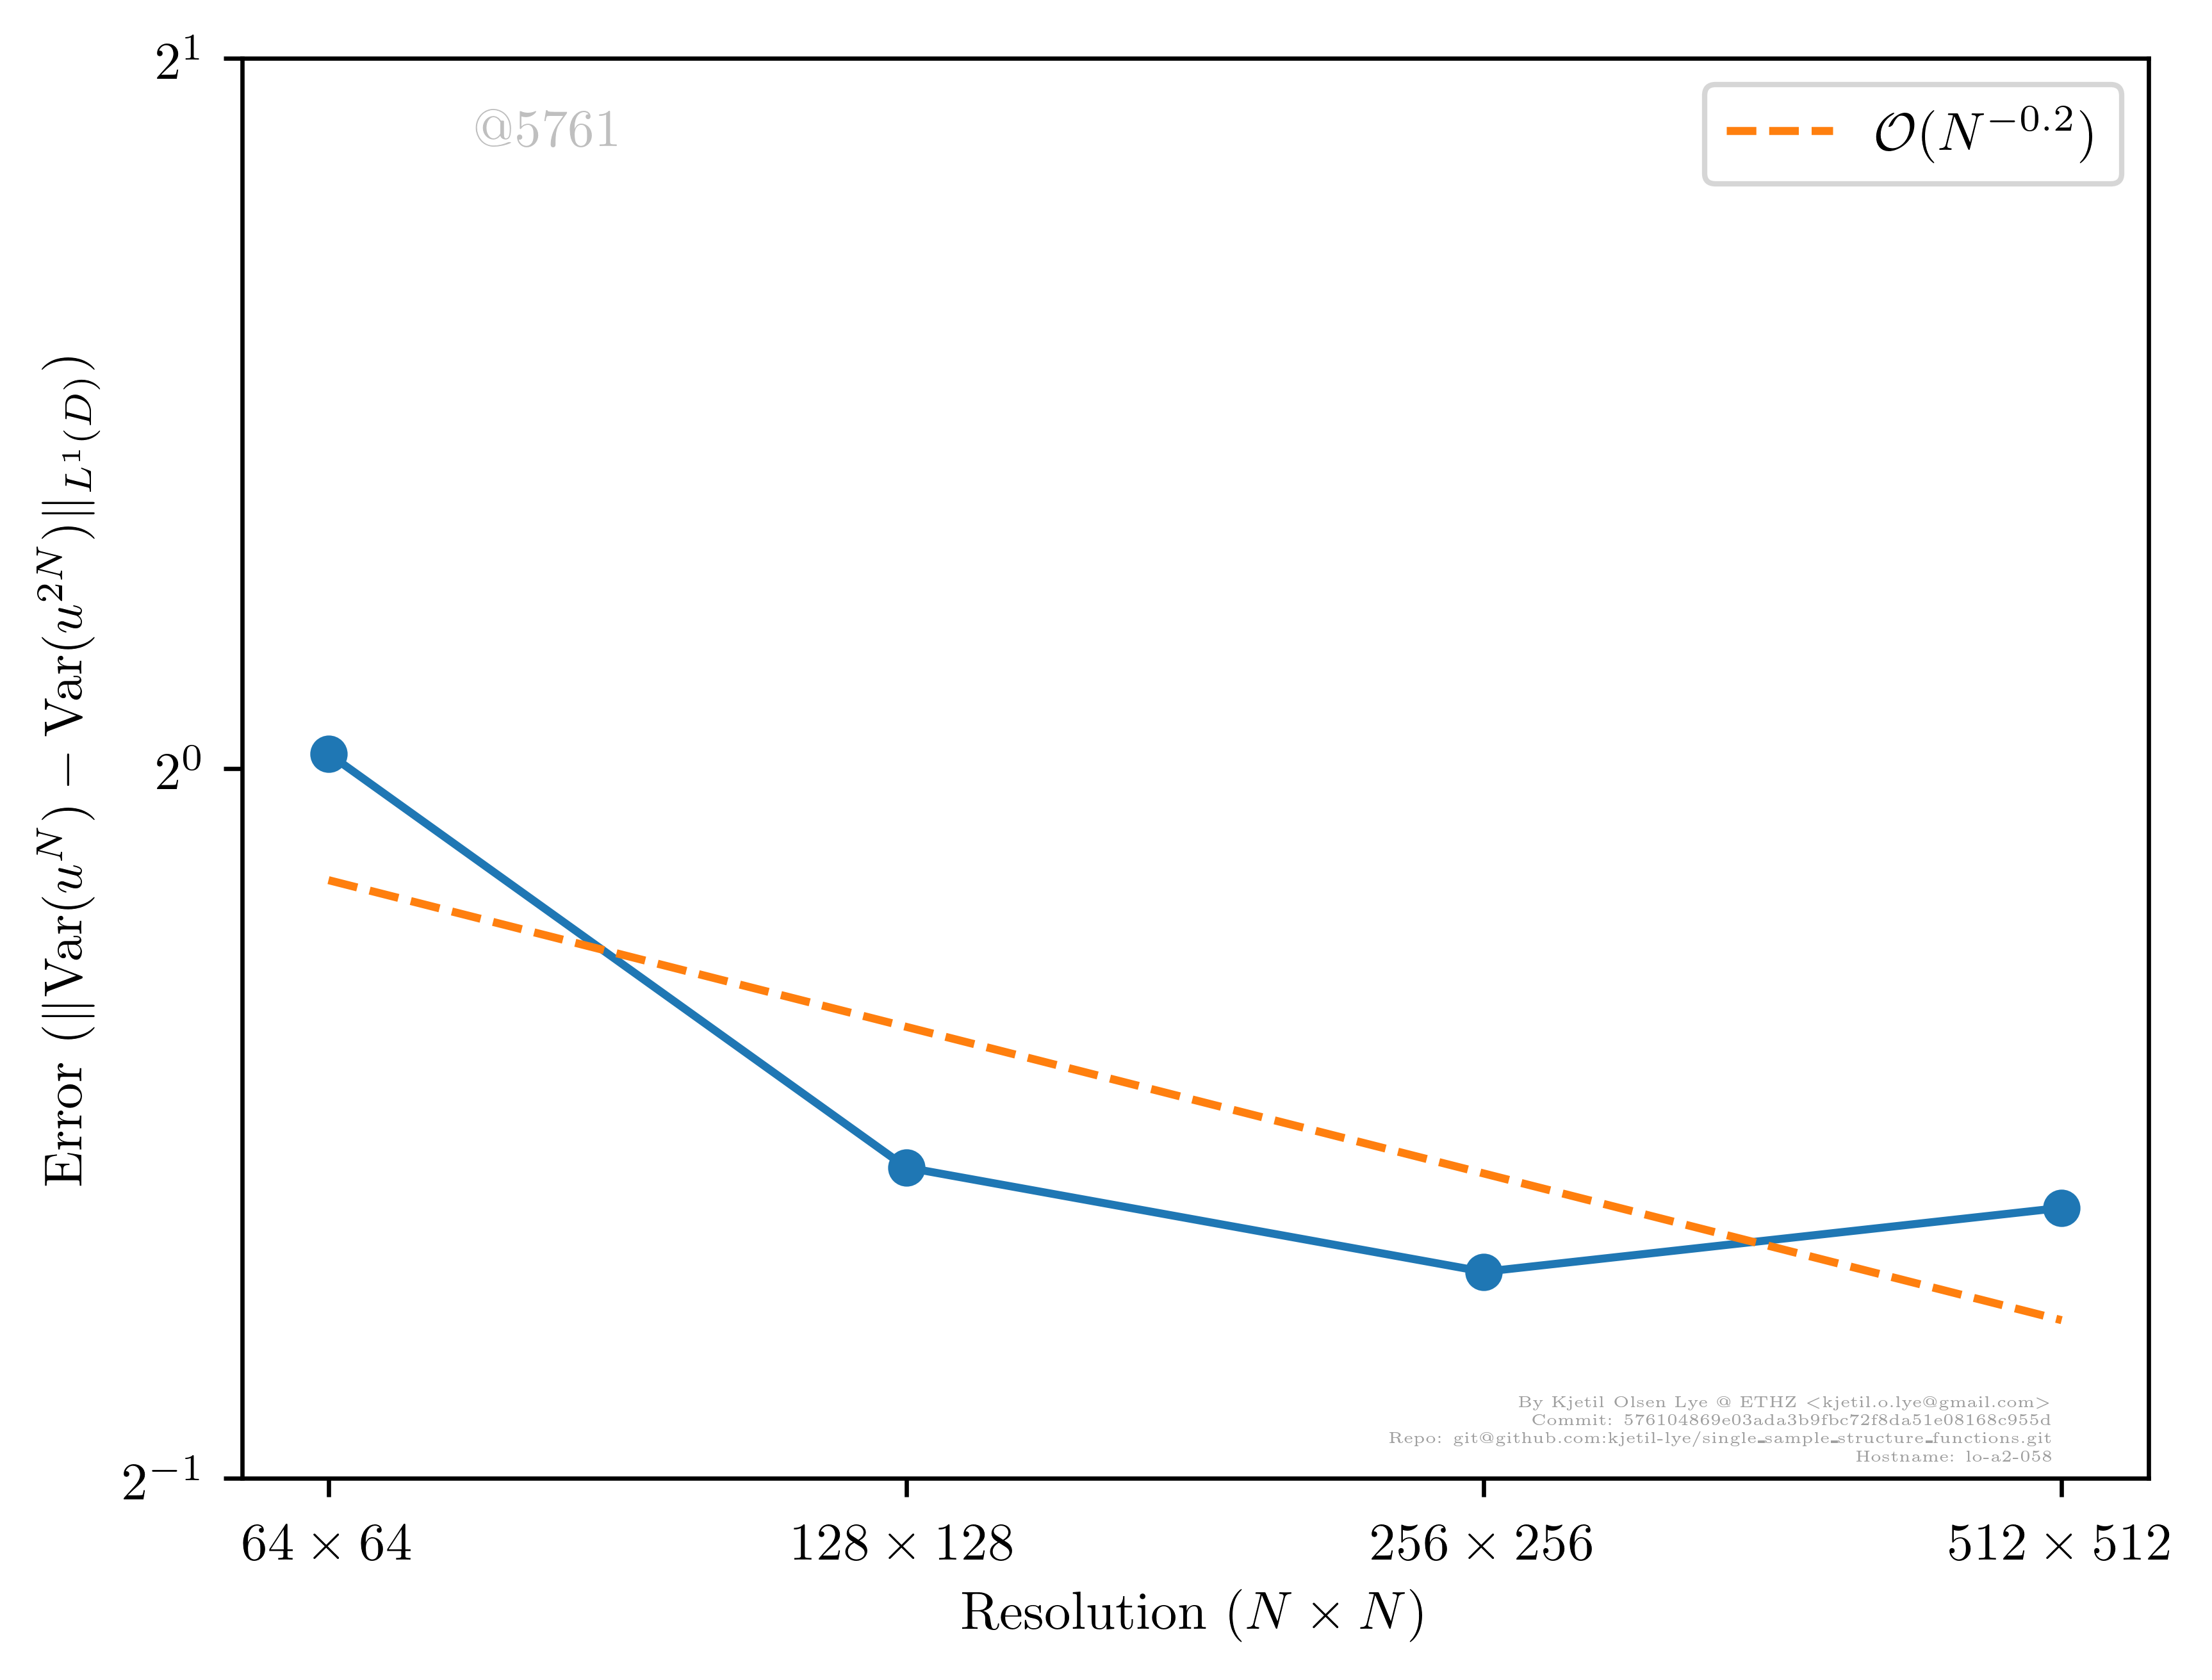 2^1
@5761
O(N^{-0.2})
Error (||Var(u^N) − Var(u^{2N})||_{L^1(D)})
2^0
By Kjetil Olsen Lye @ ETHZ <kjetil.o.lye@gmail.com>
Commit: 576104869e03ada3b9fbc72f8da51e08168c955d
Repo: git@github.com:kjetil-lye/single_sample_structure_functions.git
Hostname: lo-a2-058
2^{-1}
64 × 64
128 × 128
256 × 256
512 × 512
Resolution (N × N)